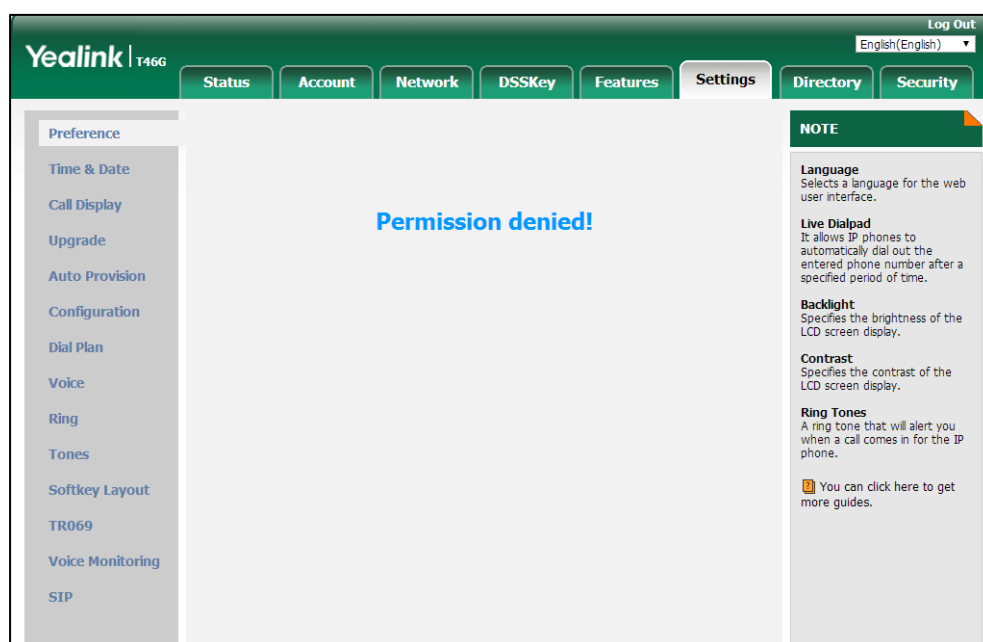 Log Out
English(English)
Yealink | T46G
Status Account Network DSSKey Features Settings Directory Security
Preference
Time & Date
Call Display
Upgrade
Auto Provision
Configuration
Dial Plan
Voice
Ring
Tones
Softkey Layout
TR069
Voice Monitoring
SIP
Permission denied!
NOTE
Language
Selects a language for the web
user interface.
Live Dialpad
It allows IP phones to
automatically dial out the
entered phone number after a
specified period of time.
Backlight
Specifies the brightness of the
LCD screen display.
Contrast
Specifies the contrast of the
LCD screen display.
Ring Tones
A ring tone that will alert you
when a call comes in for the IP
phone.
You can click here to get
more guides.